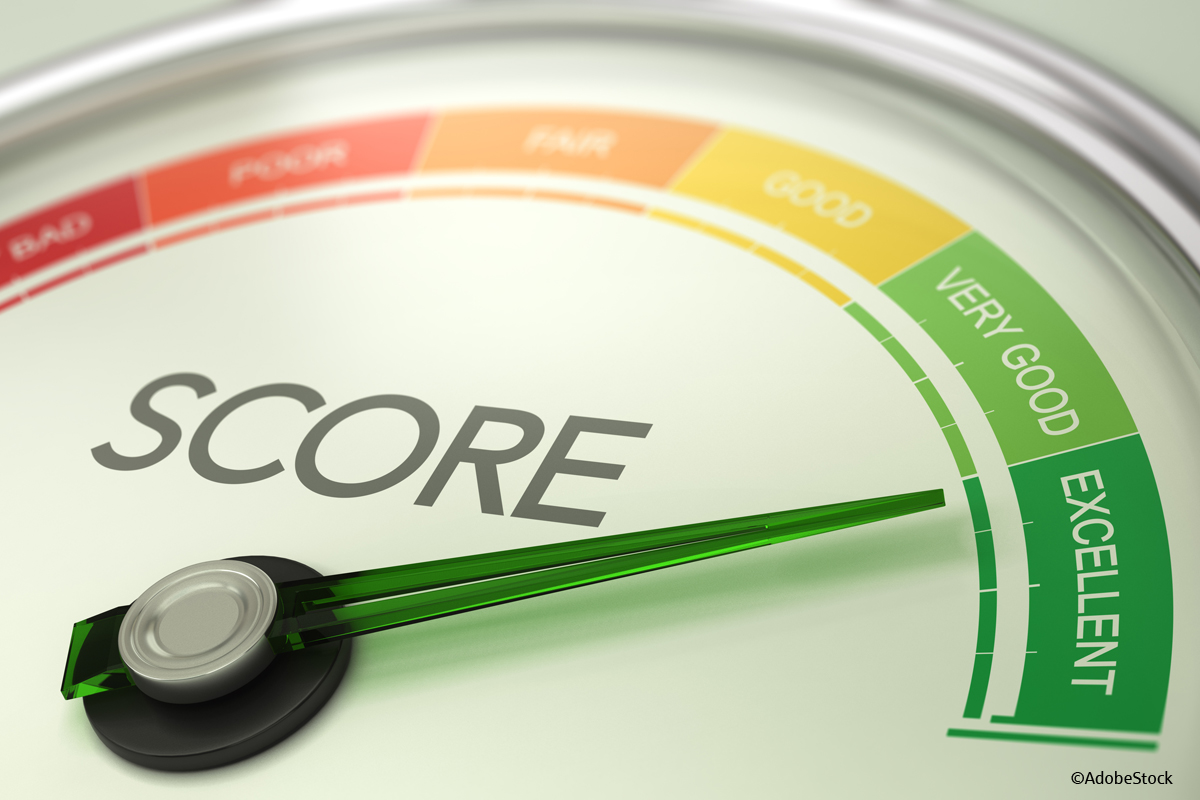 BAD
POOR
FAIR
GOOD
VERY GOOD
EXCELLENT
SCORE
©AdobeStock